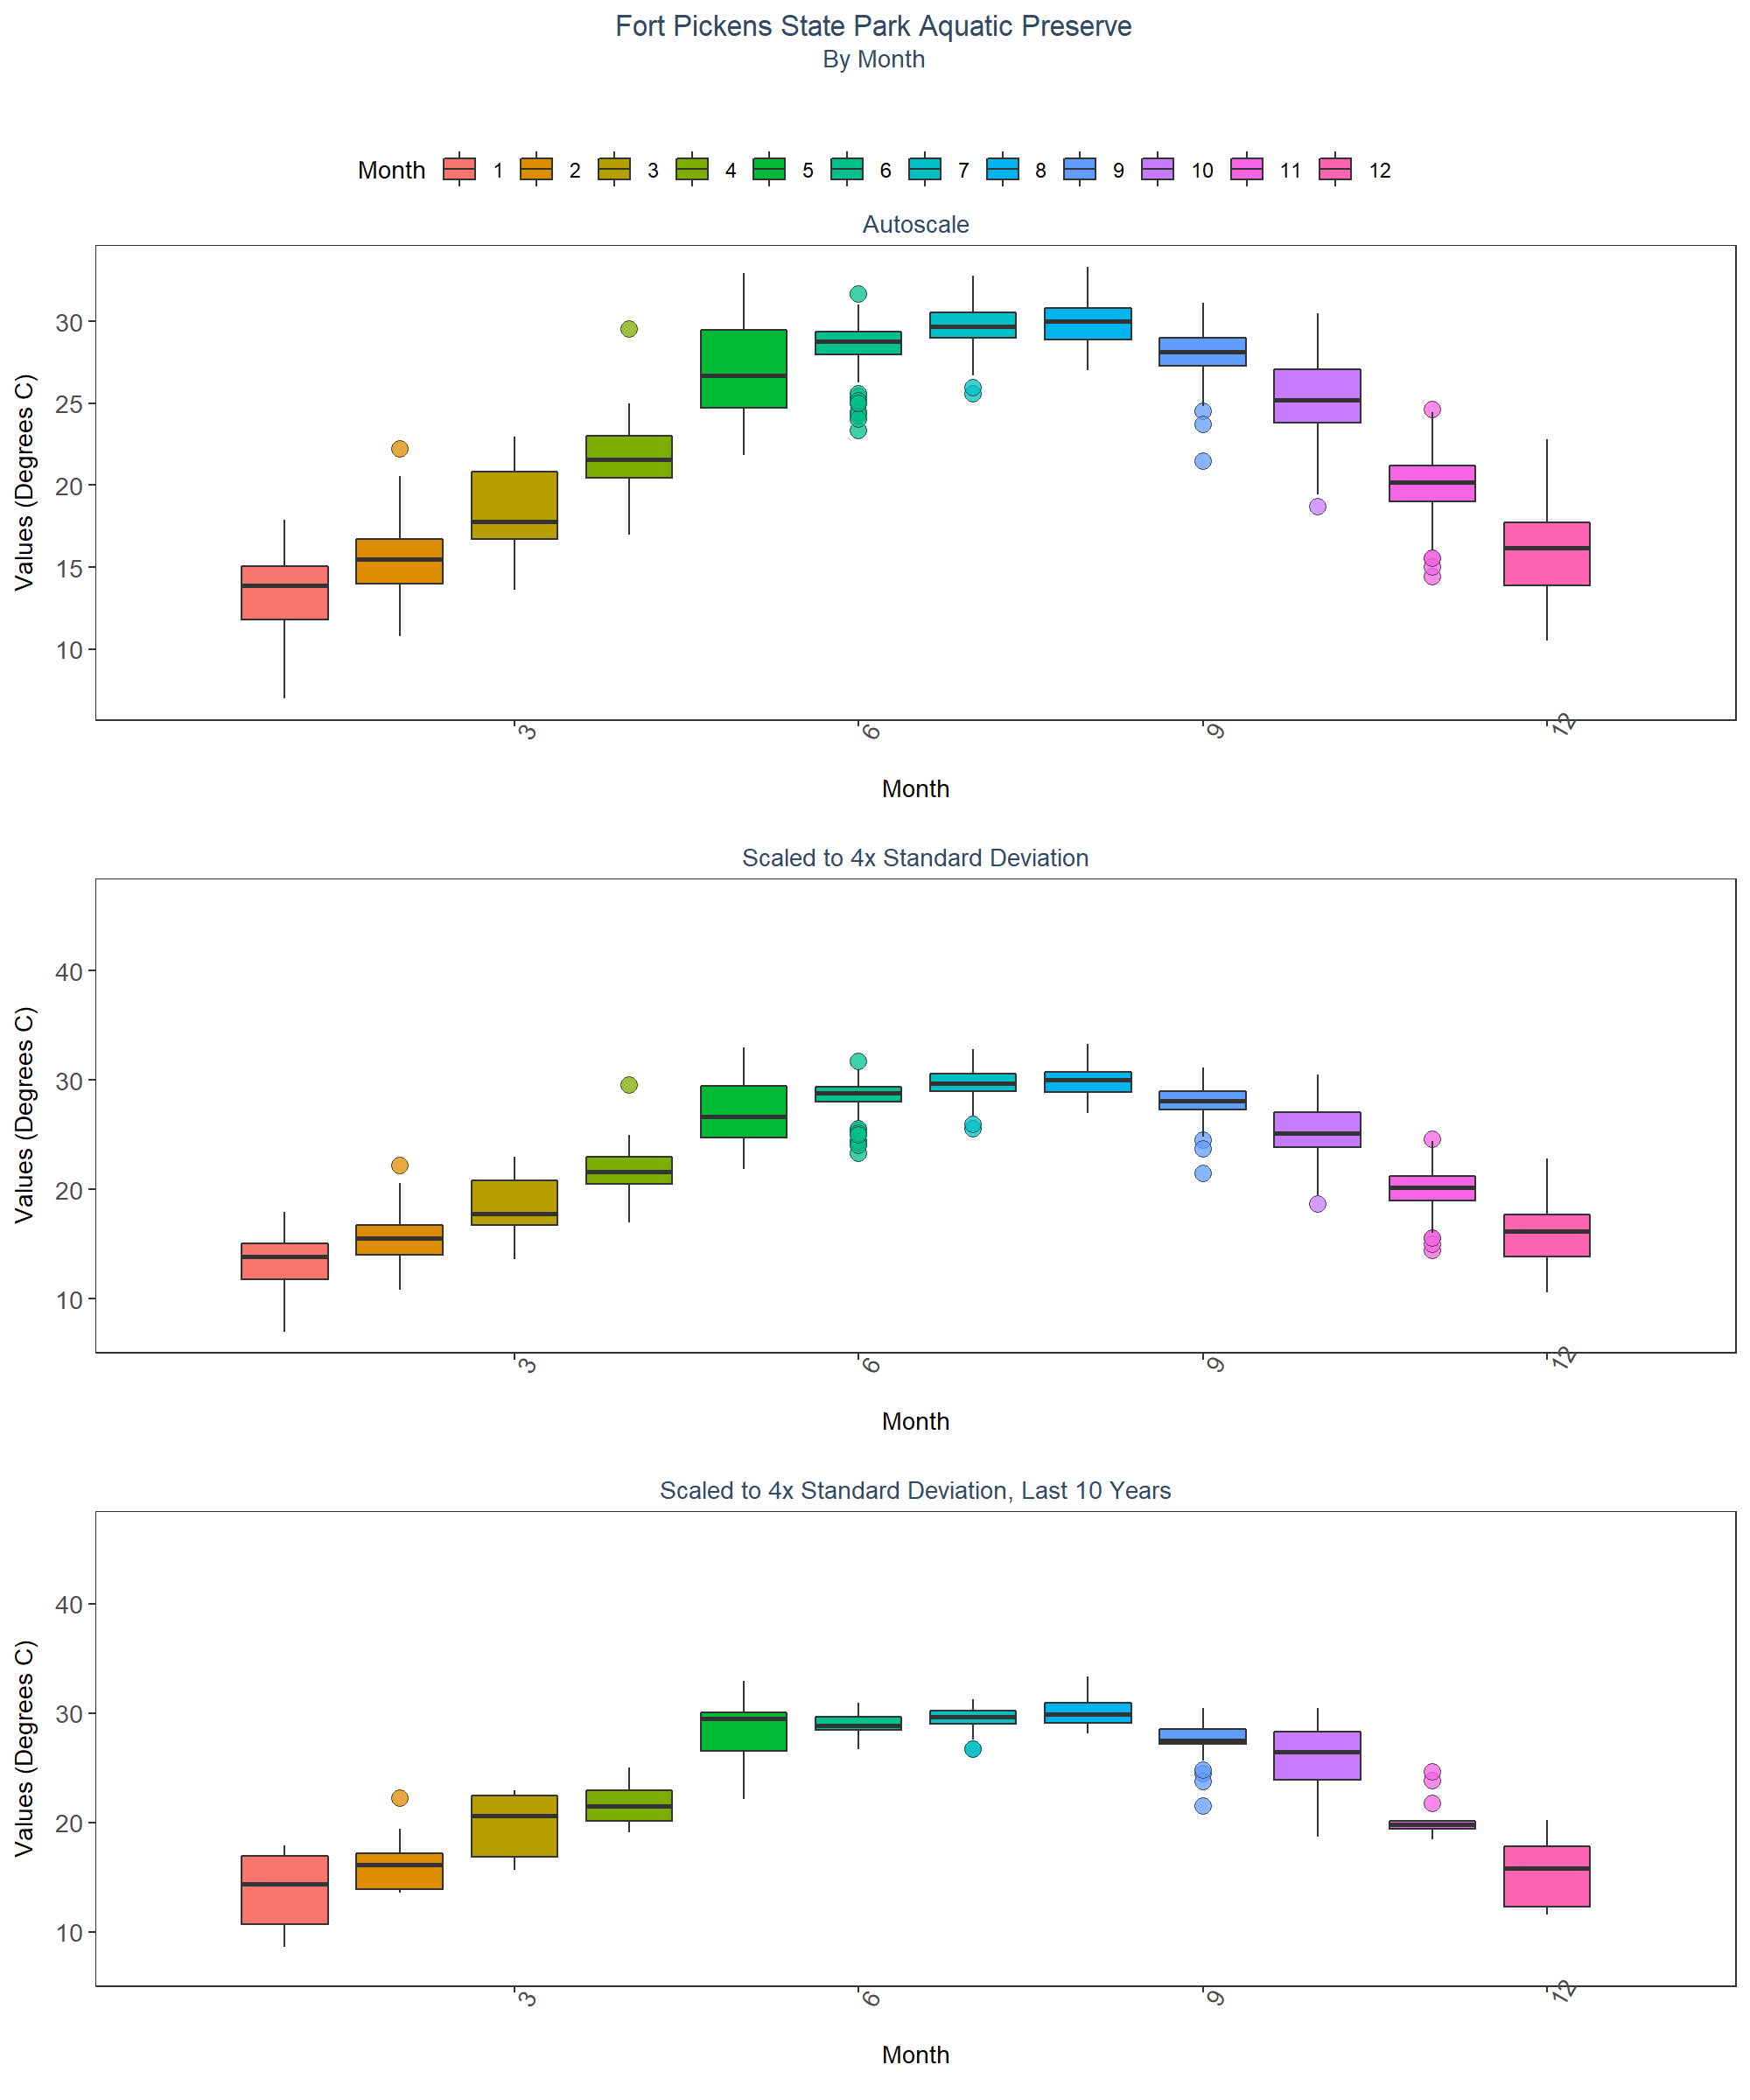 Fort Pickens State Park Aquatic Preserve
By Month
Month 1 2 3 4 5 6 7 8 9 10 11 12
Autoscale
Values (Degrees C)
30
25
20
15
10
3 6 9 12
Month
Scaled to 4x Standard Deviation
Values (Degrees C)
40
30
20
10
3 6 9 12
Month
Scaled to 4x Standard Deviation, Last 10 Years
Values (Degrees C)
40
30
20
10
3 6 9 12
Month